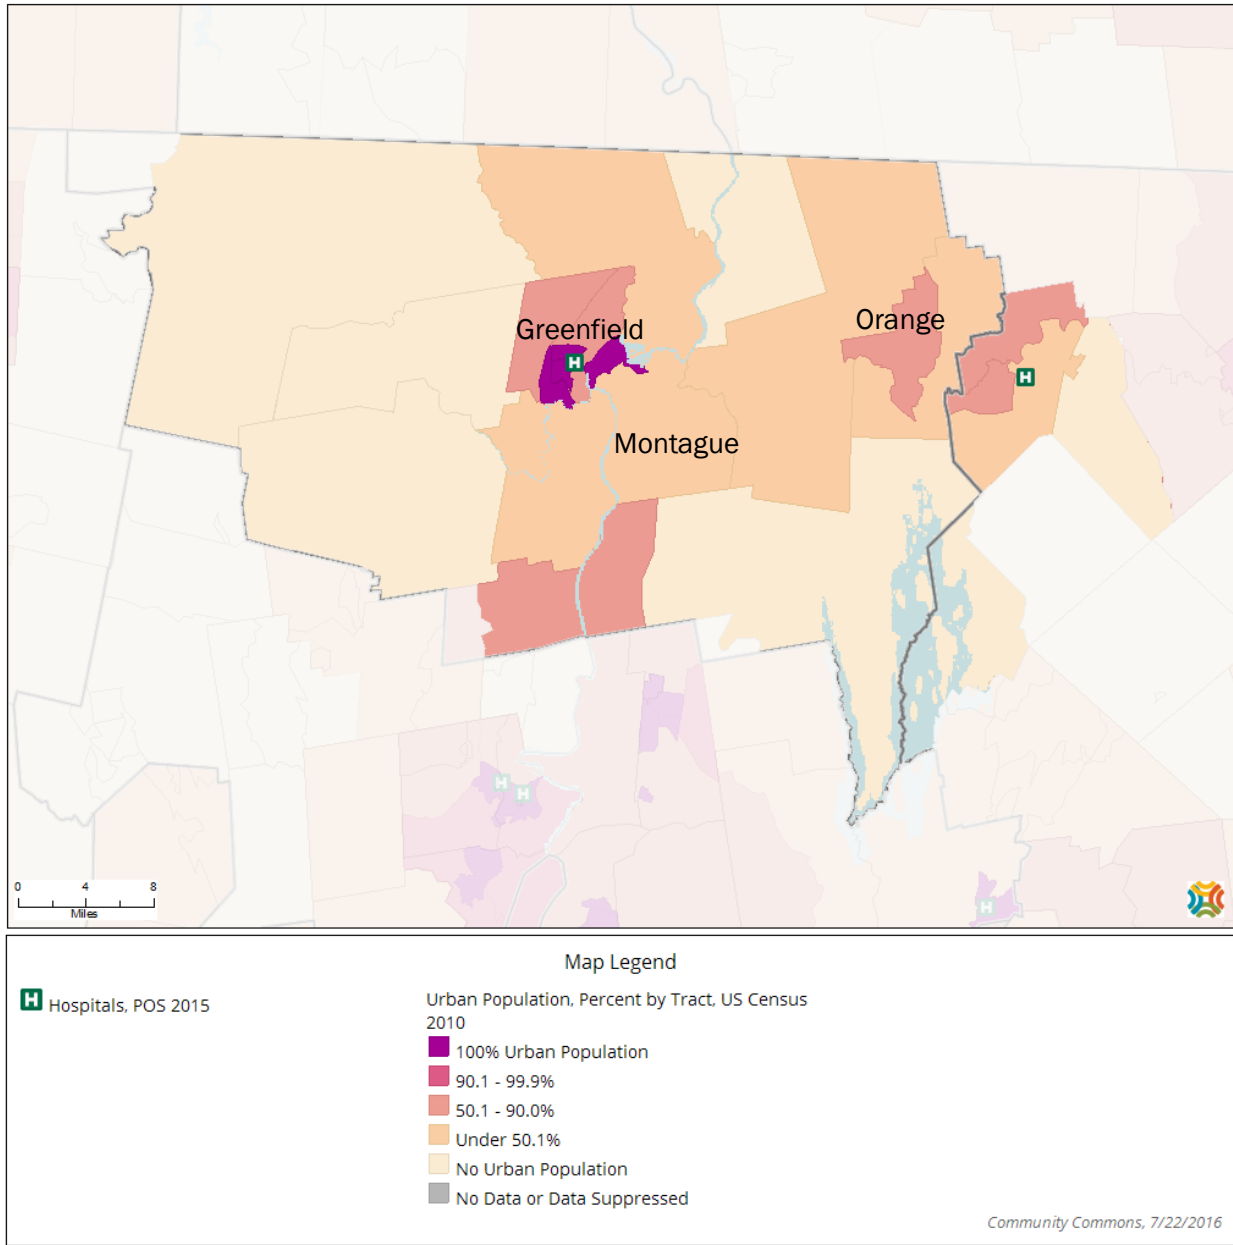 Greenfield
H
Orange
H
Montague
H
H
H
0 4 8
Miles
Map Legend
H Hospitals, POS 2015
Urban Population, Percent by Tract, US Census
2010
100% Urban Population
90.1 - 99.9%
50.1 - 90.0%
Under 50.1%
No Urban Population
No Data or Data Suppressed
Community Commons, 7/22/2016